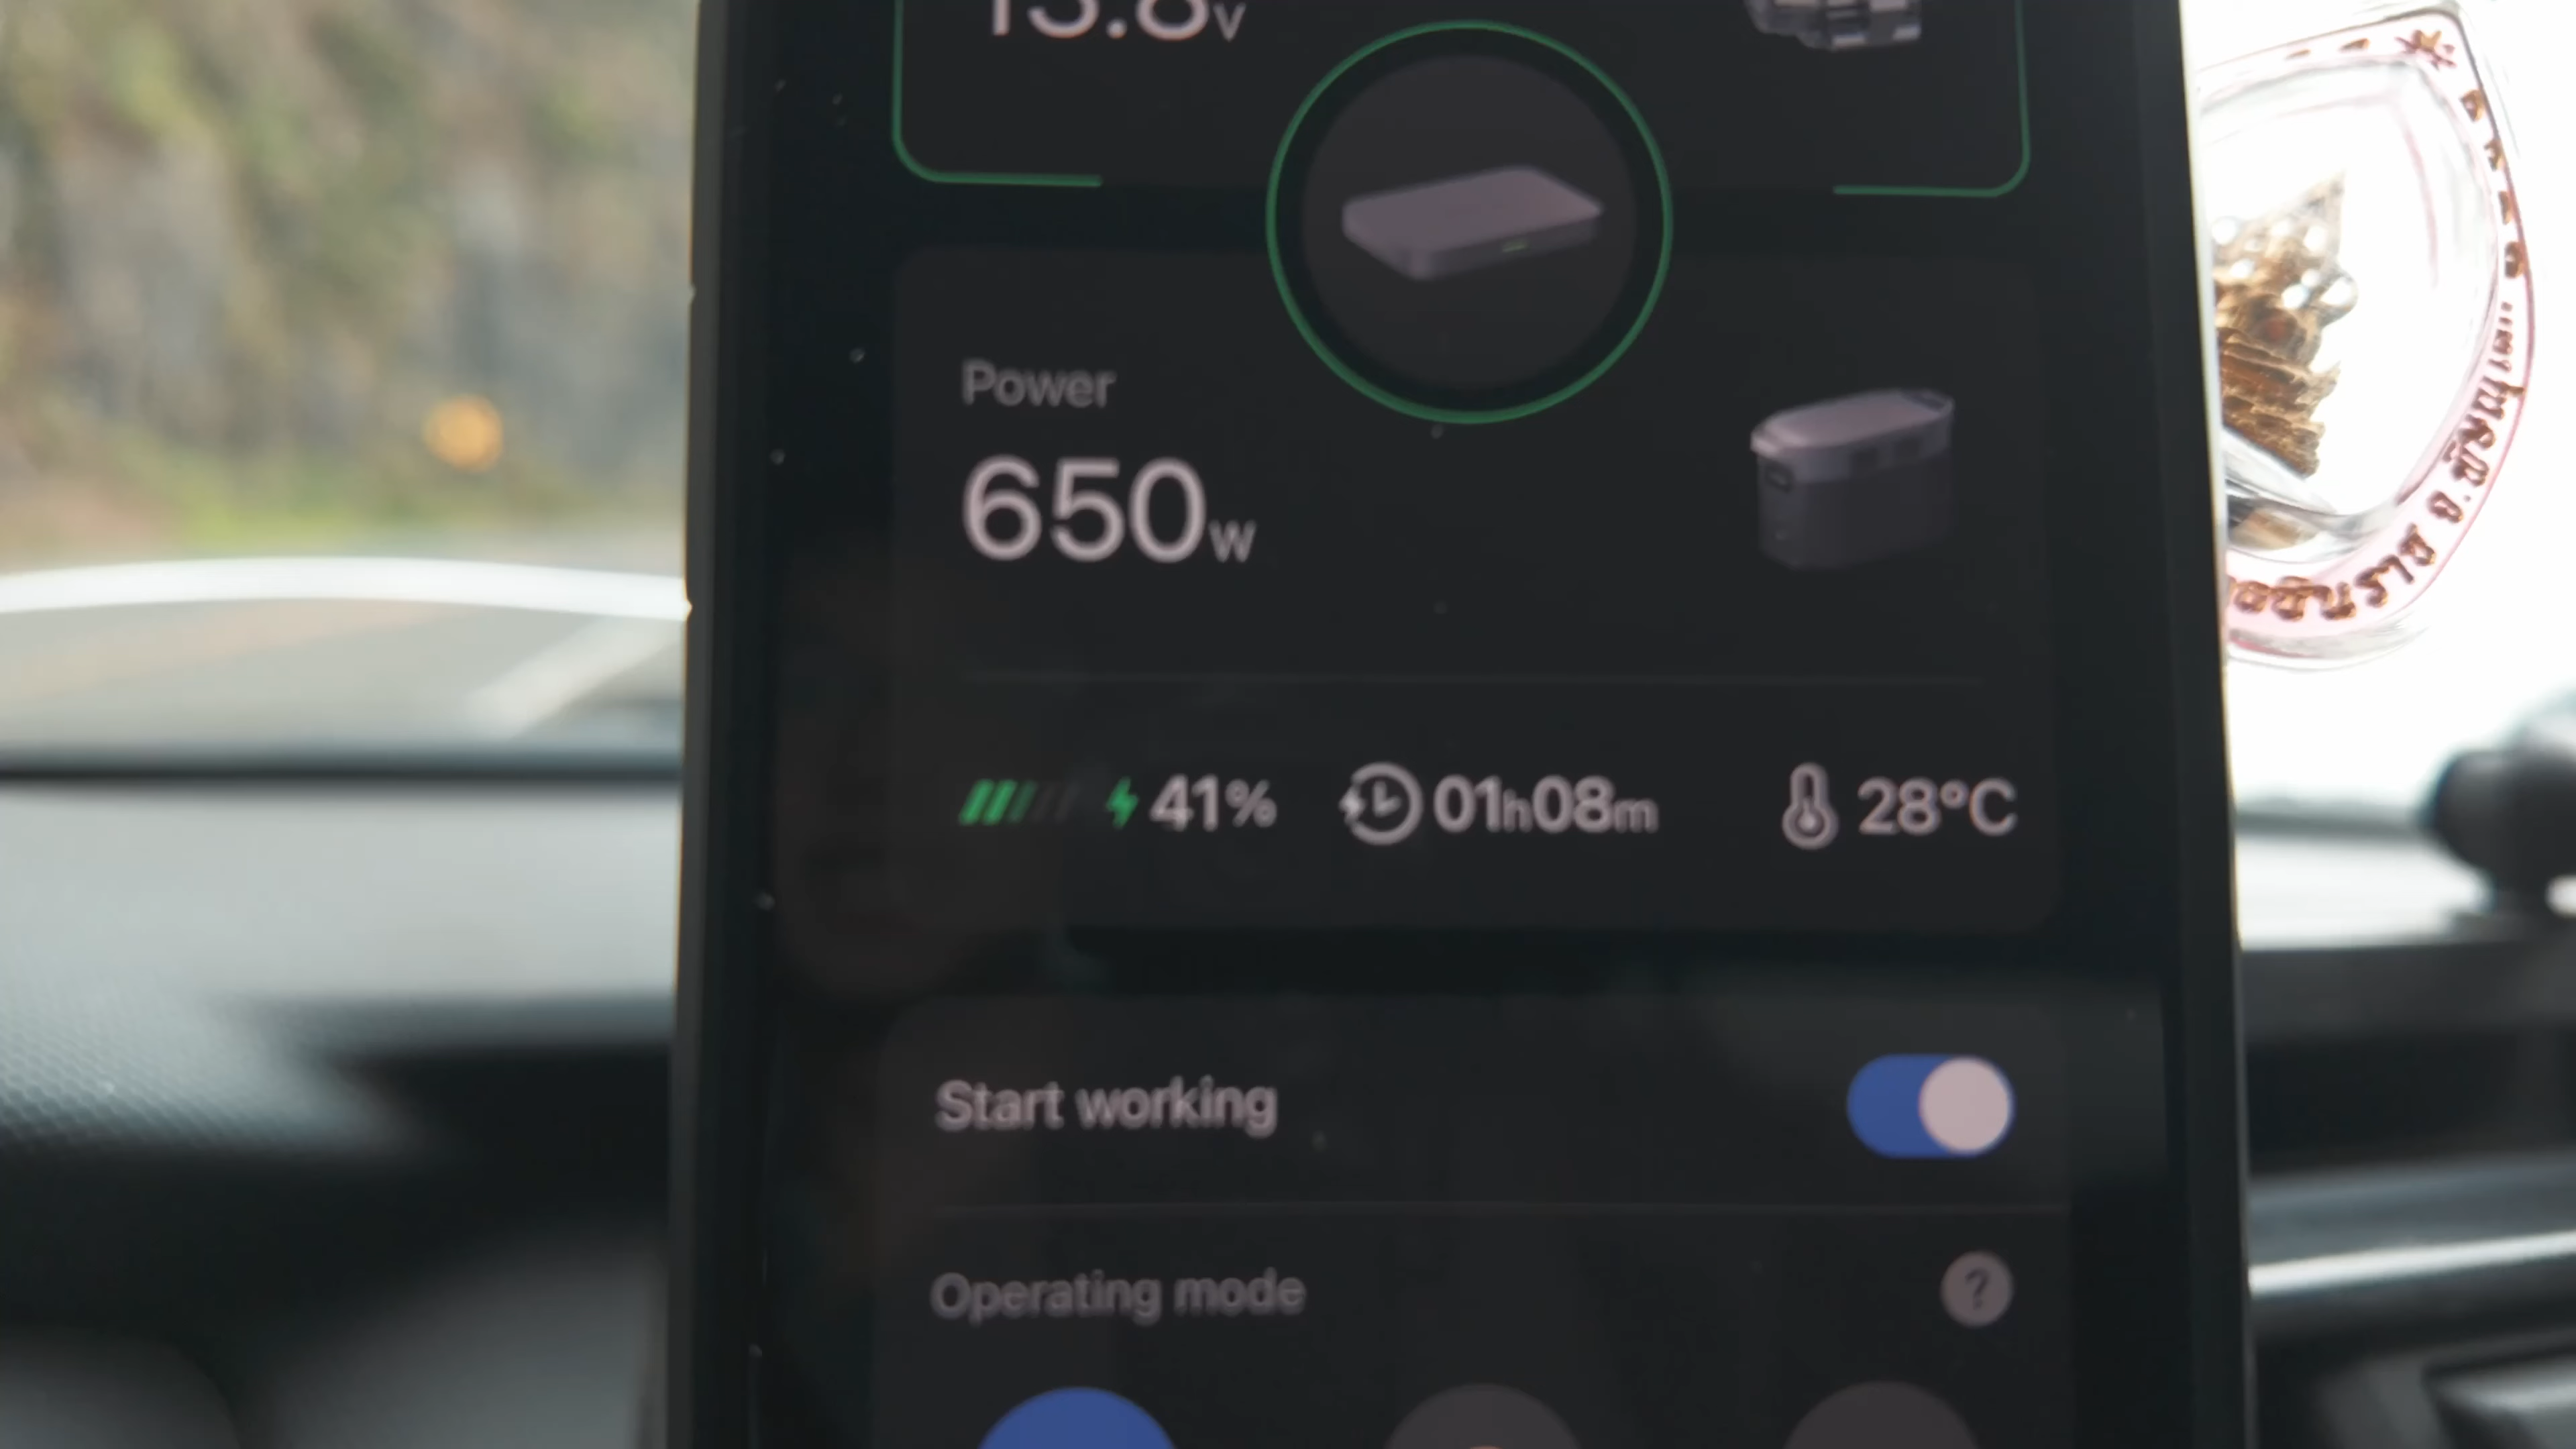 13.8V
Power
650W
41%
01h08m
28°C
Start working
Operating mode
?